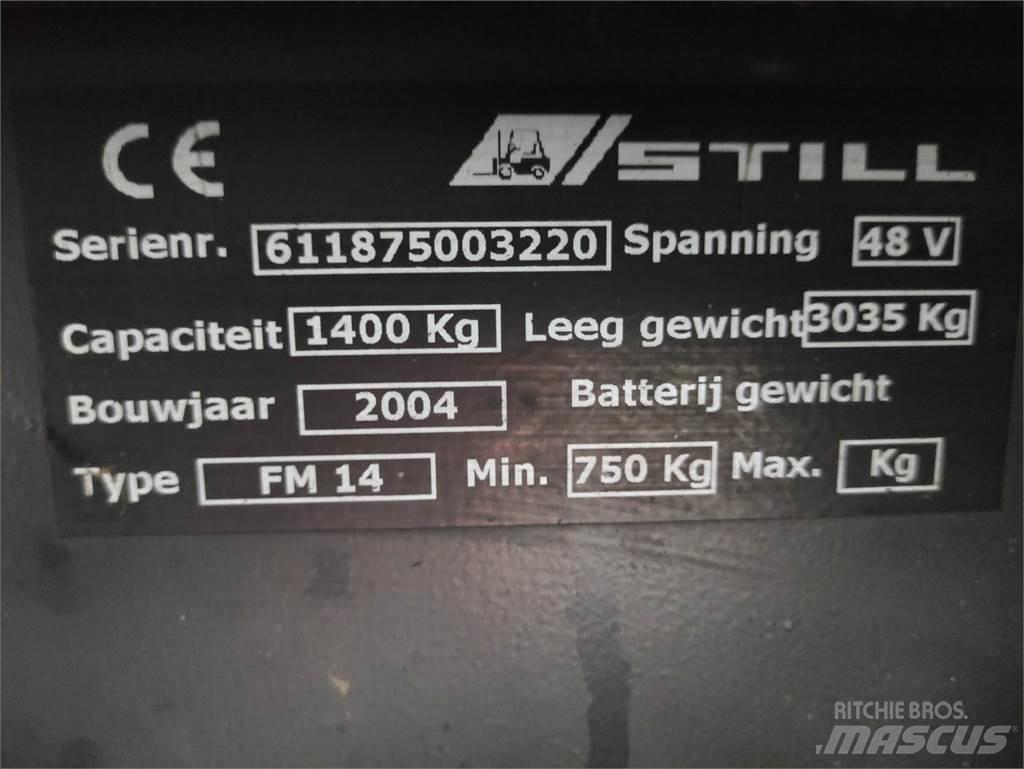 CE STILL
Serienr. 611875003220 Spanning 48 V
Capaciteit 1400 Kg Leeg gewicht 3035 Kg
Bouwjaar 2004 Batterij gewicht
Type FM 14 Min. 750 Kg Max. Kg
RITCHIE BROS.
MASCUS